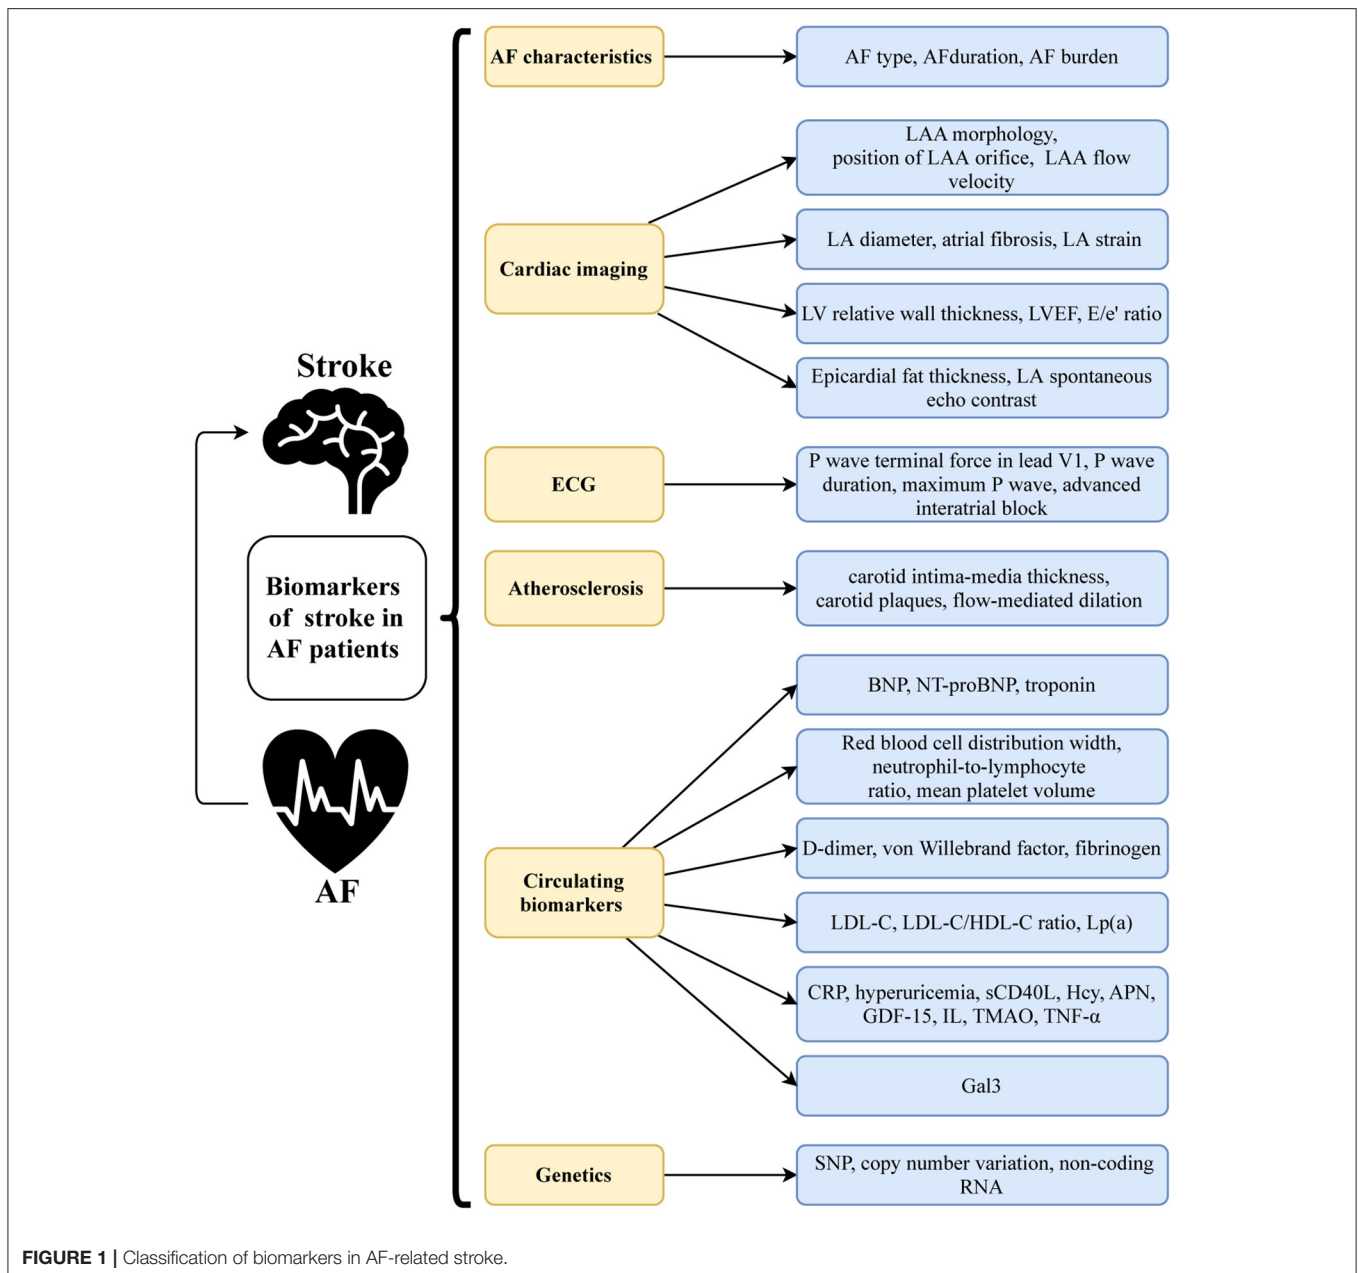 Stroke
Biomarkers
of stroke in
AF patients
AF
AF characteristics
AF type, AFduration, AF burden
Cardiac imaging
LAA morphology,
position of LAA orifice, LAA flow
velocity
LA diameter, atrial fibrosis, LA strain
LV relative wall thickness, LVEF, E/e' ratio
Epicardial fat thickness, LA spontaneous
echo contrast
ECG
P wave terminal force in lead V1, P wave
duration, maximum P wave, advanced
interatrial block
Atherosclerosis
carotid intima-media thickness,
carotid plaques, flow-mediated dilation
Circulating
biomarkers
BNP, NT-proBNP, troponin
Red blood cell distribution width,
neutrophil-to-lymphocyte
ratio, mean platelet volume
D-dimer, von Willebrand factor, fibrinogen
LDL-C, LDL-C/HDL-C ratio, Lp(a)
CRP, hyperuricemia, sCD40L, Hcy, APN,
GDF-15, IL, TMAO, TNF-α
Gal3
Genetics
SNP, copy number variation, non-coding
RNA
FIGURE 1 | Classification of biomarkers in AF-related stroke.